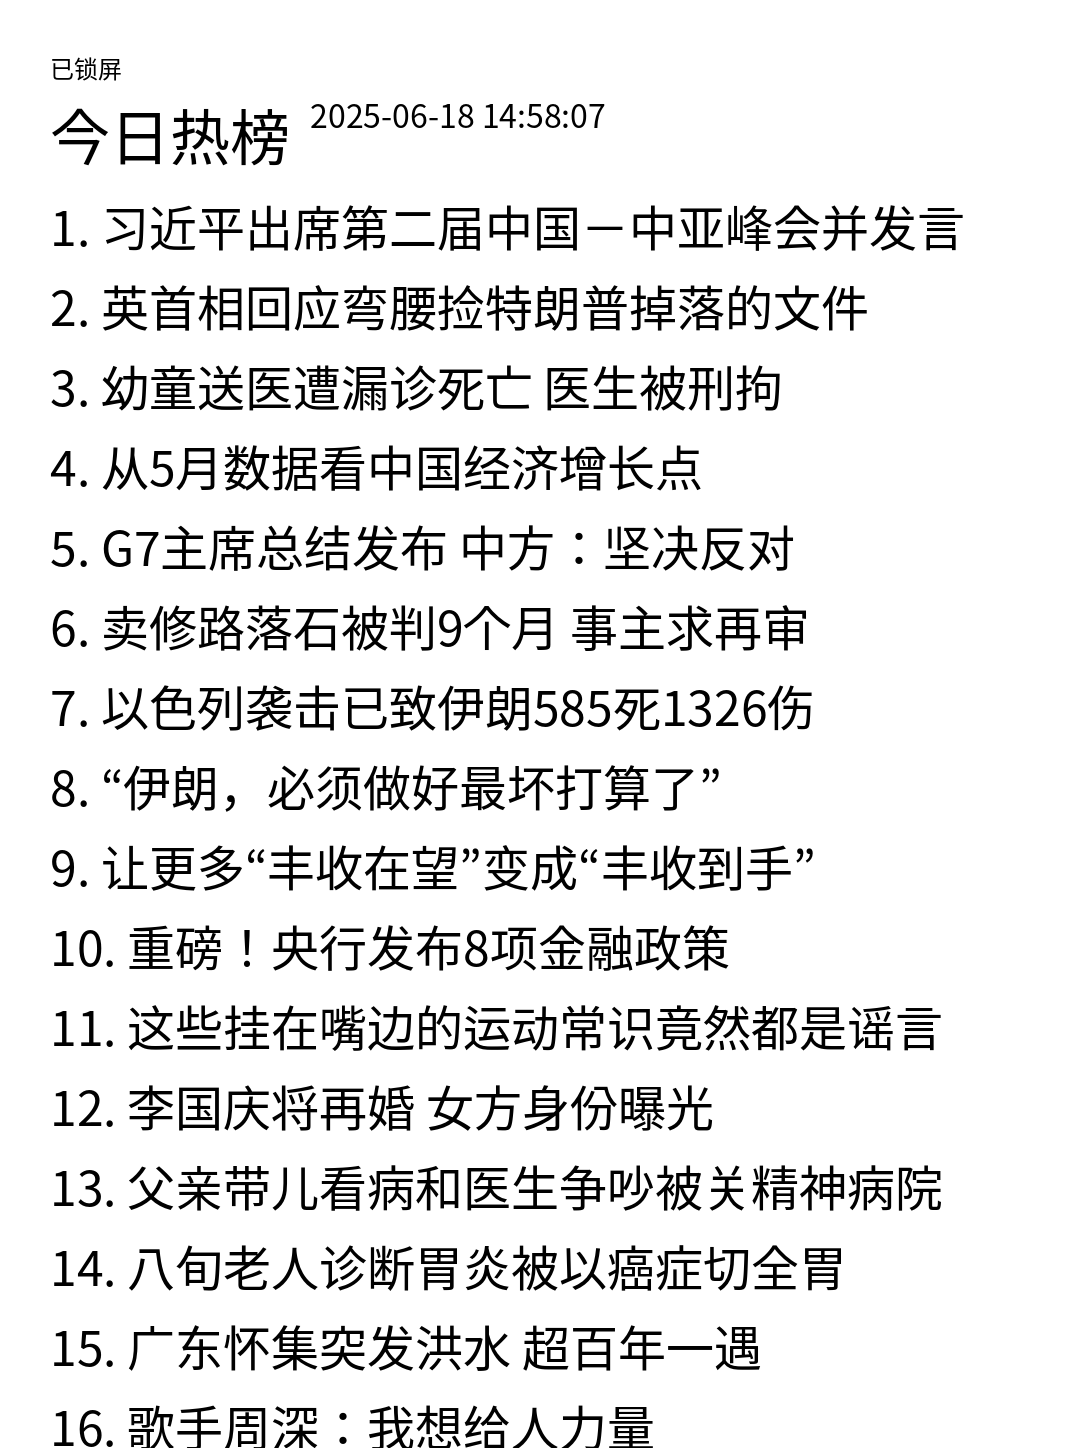 已锁屏
今日热榜 2025-06-18 14:58:07
1. 习近平出席第二届中国－中亚峰会并发言
2. 英首相回应弯腰捡特朗普掉落的文件
3. 幼童送医遭漏诊死亡 医生被刑拘
4. 从5月数据看中国经济增长点
5. G7主席总结发布 中方：坚决反对
6. 卖修路落石被判9个月 事主求再审
7. 以色列袭击已致伊朗585死1326伤
8. “伊朗，必须做好最坏打算了”
9. 让更多“丰收在望”变成“丰收到手”
10. 重磅！央行发布8项金融政策
11. 这些挂在嘴边的运动常识竟然都是谣言
12. 李国庆将再婚 女方身份曝光
13. 父亲带儿看病和医生争吵被关精神病院
14. 八旬老人诊断胃炎被以癌症切全胃
15. 广东怀集突发洪水 超百年一遇
16. 歌手周深：我想给人力量